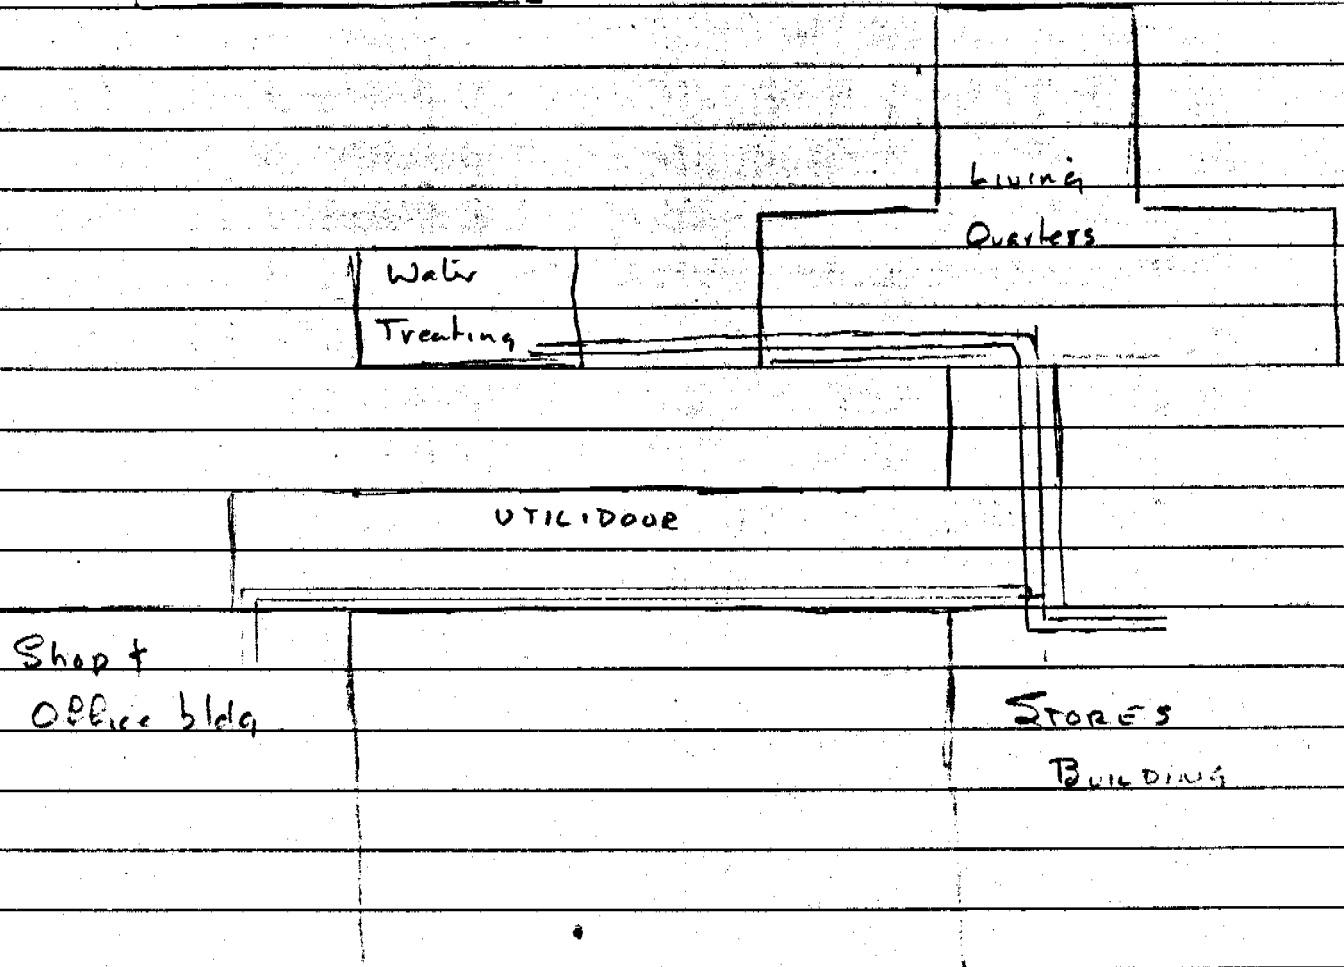 Living
Quarters
Water
Treating
UTILIDOOR
Shop &
Office bldg
STORES
BUILDING